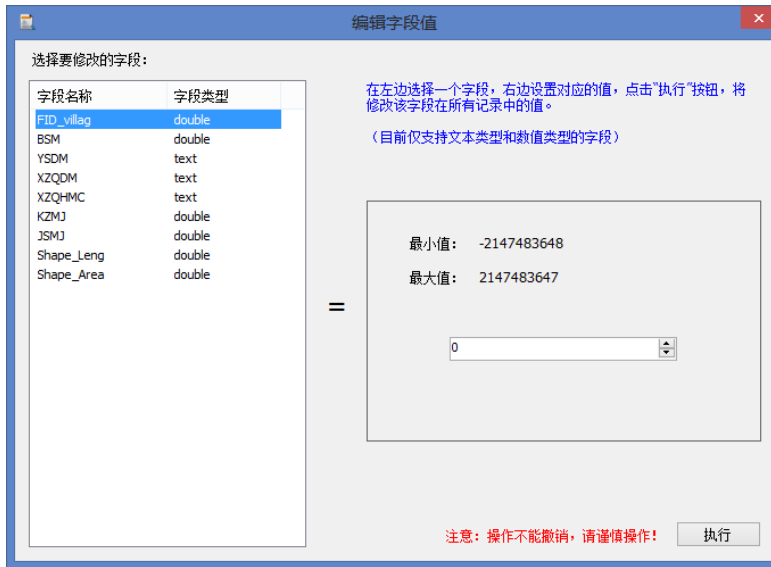 编辑字段值
选择要修改的字段：
字段名称 字段类型
FID_villag double
BSM double
YSDM text
XZQDM text
XZQHMC text
KZMJ double
JSMJ double
Shape_Leng double
Shape_Area double
=
在左边选择一个字段，右边设置对应的值，点击“执行”按钮，将
修改该字段在所有记录中的值。
（目前仅支持文本类型和数值类型的字段）
最小值： -2147483648
最大值： 2147483647
0
注意：操作不能撤销，请谨慎操作！
执行